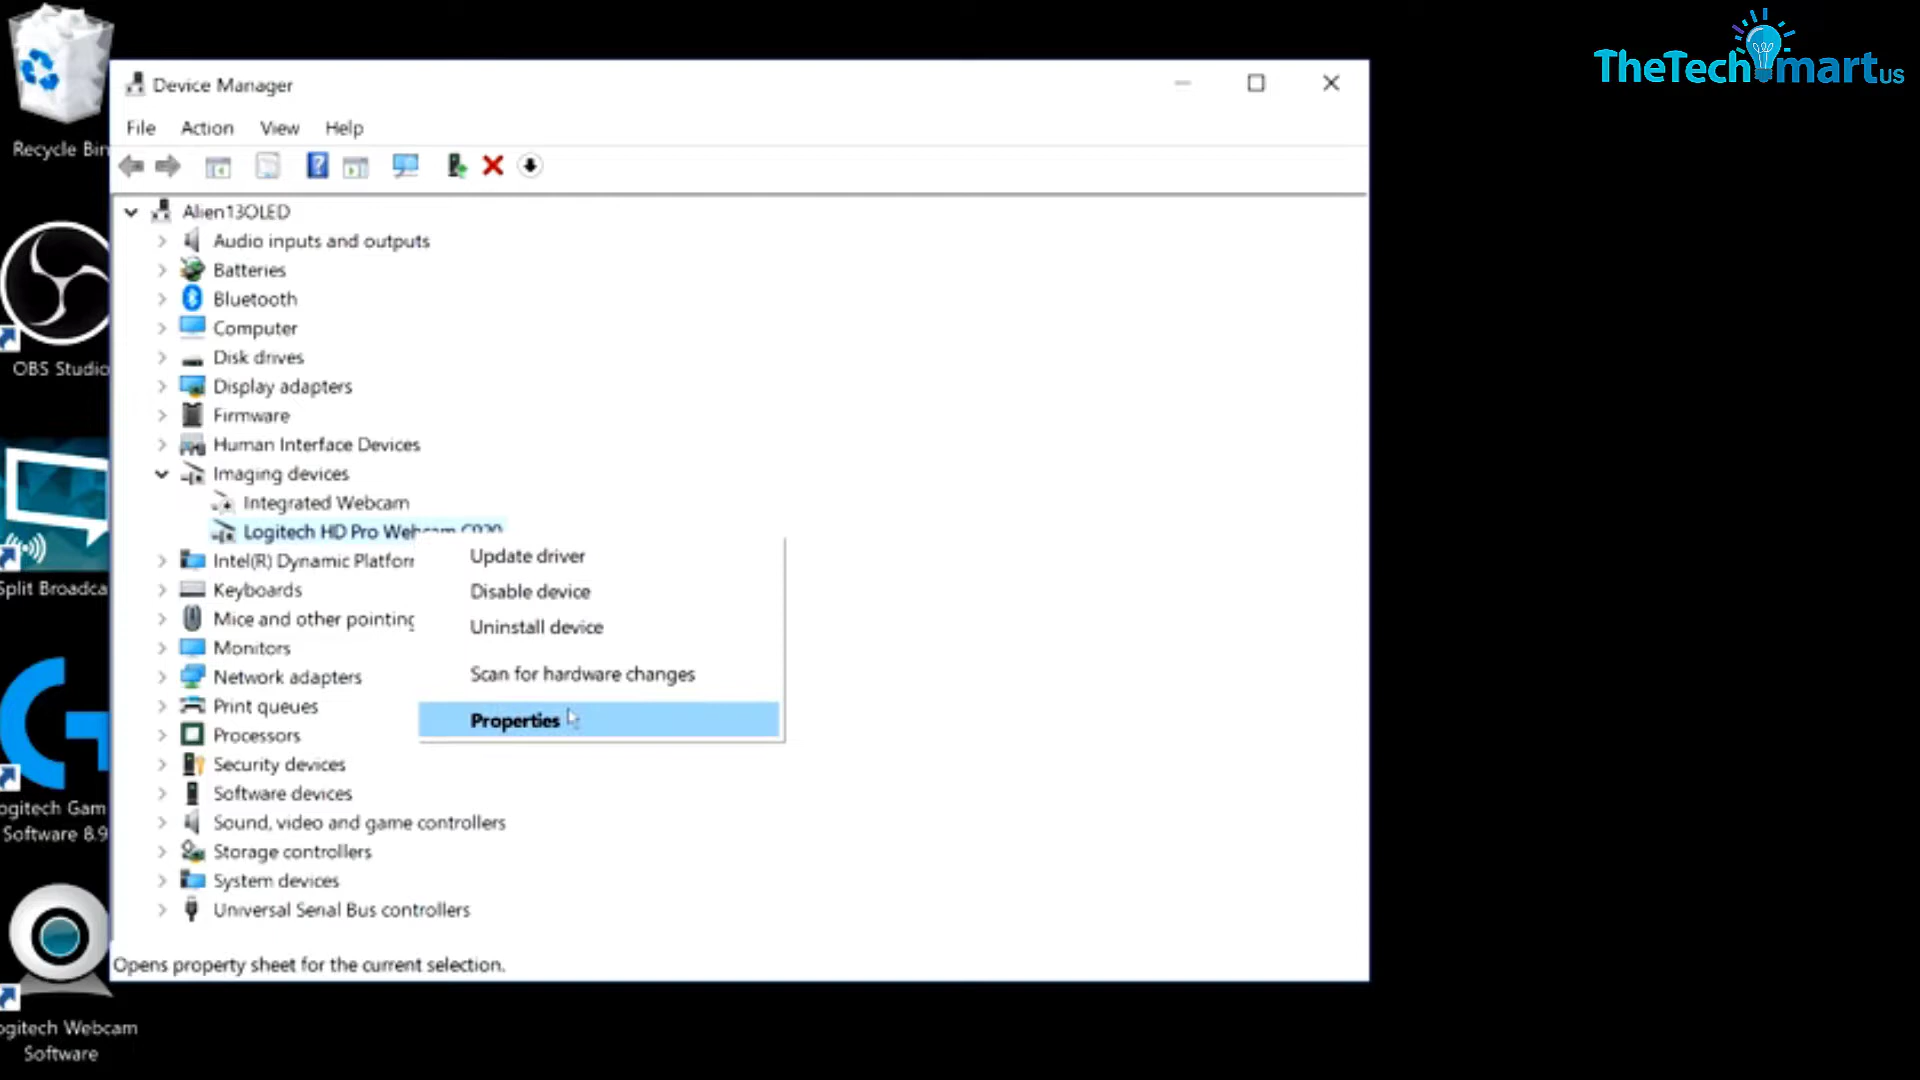 TheTechSmart.US
Recycle Bin
OBS Studio
Split Broadca
ogitech Gam
Software 8.9
ogitech Webcam
Software
Device Manager
File Action View Help
Alien13OLED
Audio inputs and outputs
Batteries
Bluetooth
Computer
Disk drives
Display adapters
Firmware
Human Interface Devices
Imaging devices
Integrated Webcam
Logitech HD Pro Webcam C920
Intel(R) Dynamic Platform
Keyboards
Mice and other pointing
Monitors
Network adapters
Print queues
Processors
Security devices
Software devices
Sound, video and game controllers
Storage controllers
System devices
Universal Serial Bus controllers
Update driver
Disable device
Uninstall device
Scan for hardware changes
Properties
Opens property sheet for the current selection.